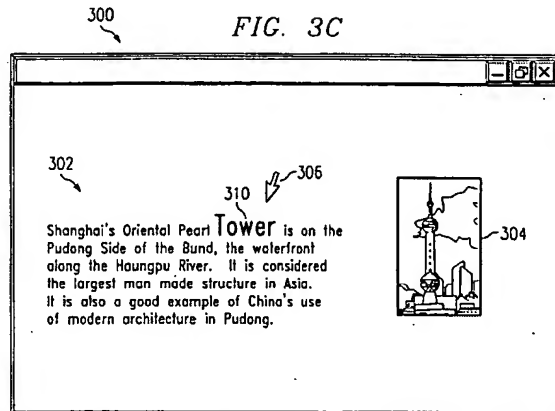 300
FIG. 3C
302
310
306
304
Shanghai's Oriental Pearl Tower is on the
Pudong Side of the Bund, the waterfront
along the Haungpu River. It is considered
the largest man made structure in Asia.
It is also a good example of China's use
of modern architecture in Pudong.